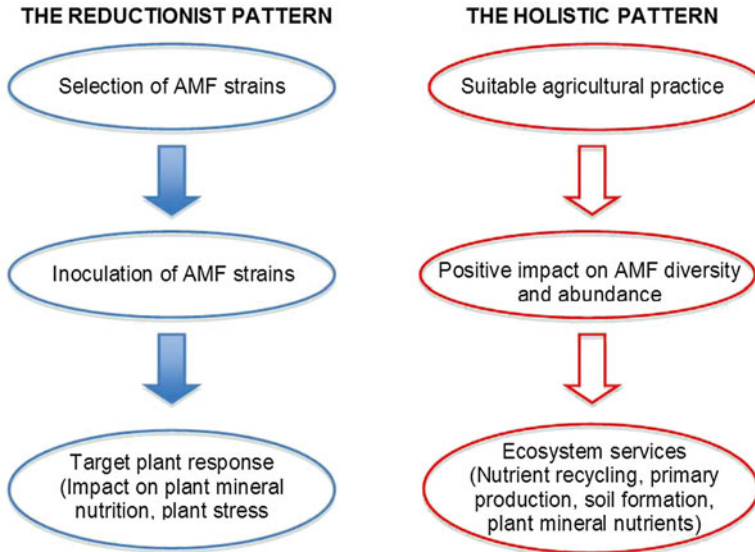 THE REDUCTIONIST PATTERN
Selection of AMF strains
Inoculation of AMF strains
Target plant response
(Impact on plant mineral
nutrition, plant stress
THE HOLISTIC PATTERN
Suitable agricultural practice
Positive impact on AMF diversity
and abundance
Ecosystem services
(Nutrient recycling, primary
production, soil formation,
plant mineral nutrients)